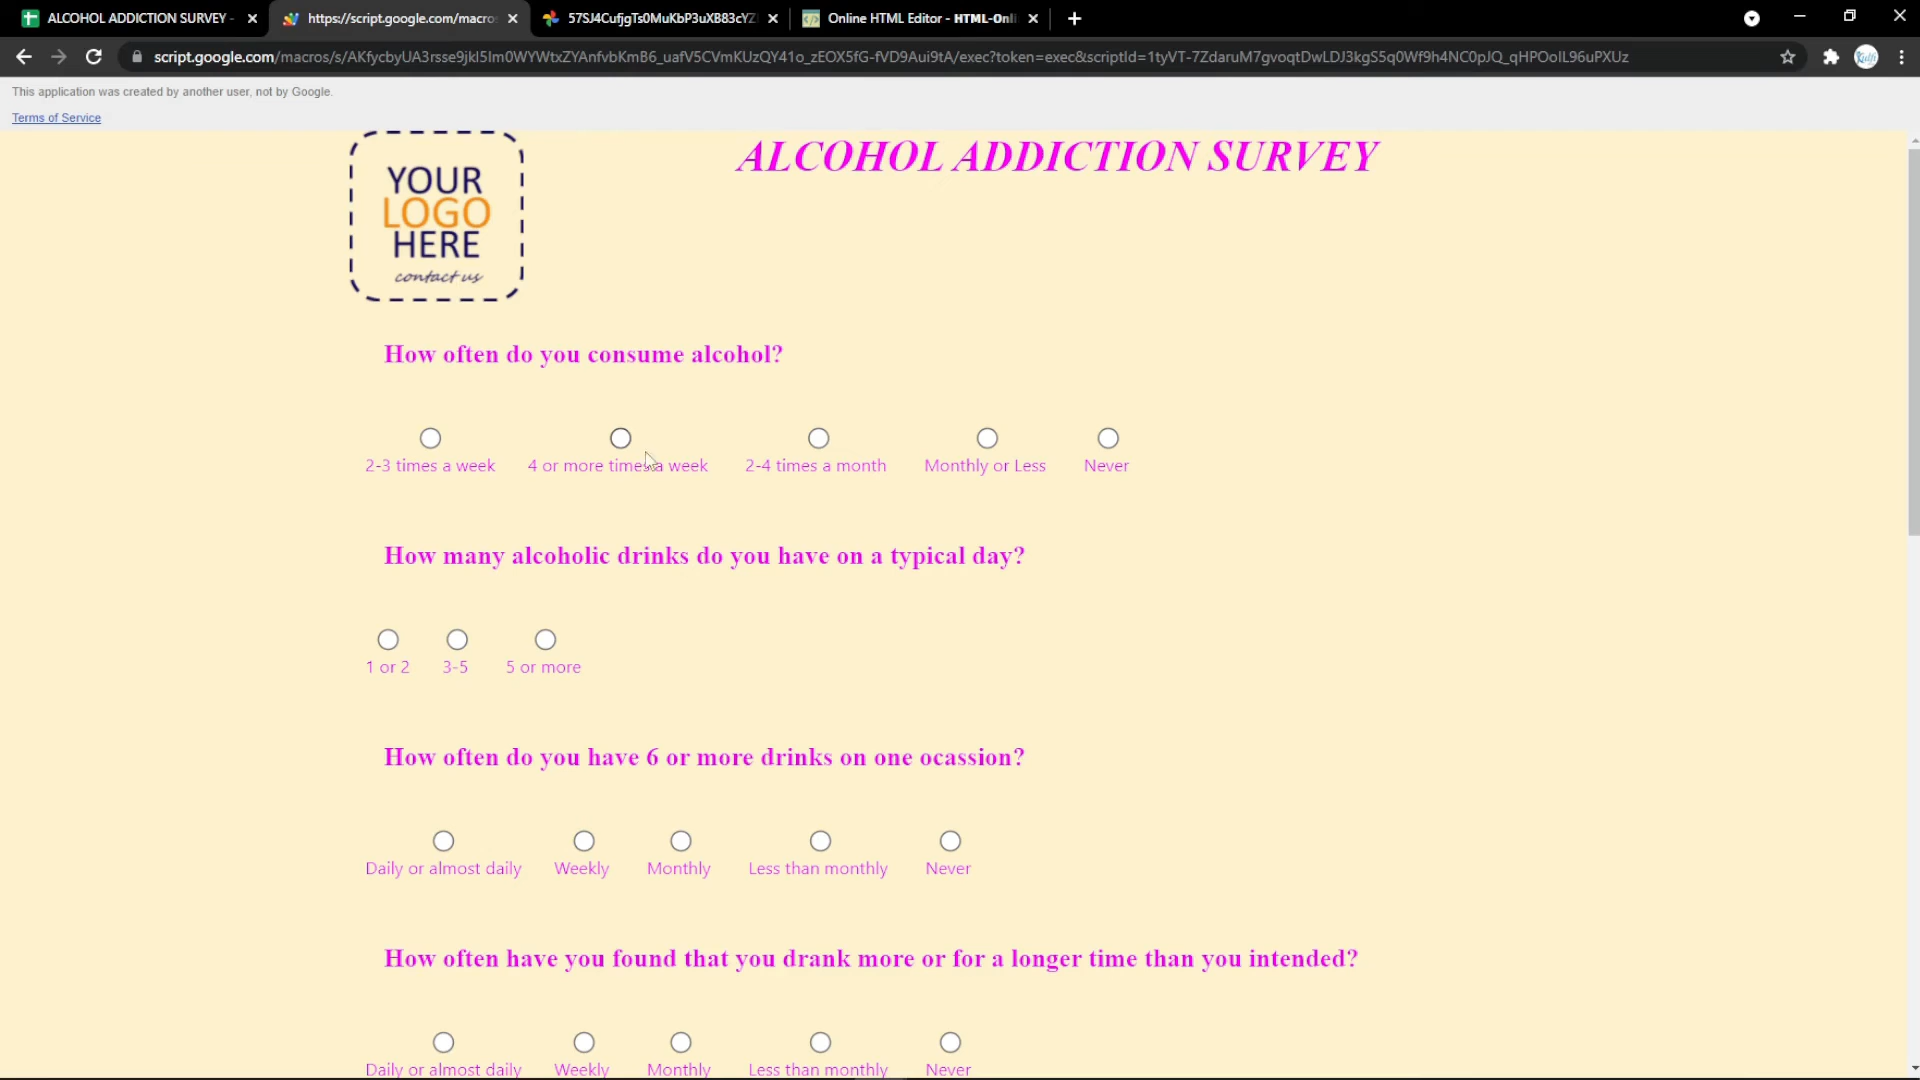 ALCOHOL ADDICTION SURVEY -
https://script.google.com/macro
57SJ4CufjgTs0MuKbP3uXB83cYZ
Online HTML Editor - HTML-Onl
script.google.com/macros/s/AKfycbyUA3rsse9jkI5Im0WYWtxZYAnfvbKmB6_uafV5CVmKUzQY41o_zEOX5fG-fVD9Aui9tA/exec?token=exec&scriptId=1tyVT-7ZdaruM7gvoqtDwLDJ3kgS5q0Wf9h4NC0pJQ_qHPOoIL96uPXUz
This application was created by another user, not by Google.
Terms of Service
YOUR
LOGO
HERE
contact us
ALCOHOL ADDICTION SURVEY
How often do you consume alcohol?
2-3 times a week 4 or more times a week 2-4 times a month Monthly or Less Never
How many alcoholic drinks do you have on a typical day?
1 or 2 3-5 5 or more
How often do you have 6 or more drinks on one ocassion?
Daily or almost daily Weekly Monthly Less than monthly Never
How often have you found that you drank more or for a longer time than you intended?
Daily or almost daily Weekly Monthly Less than monthly Never